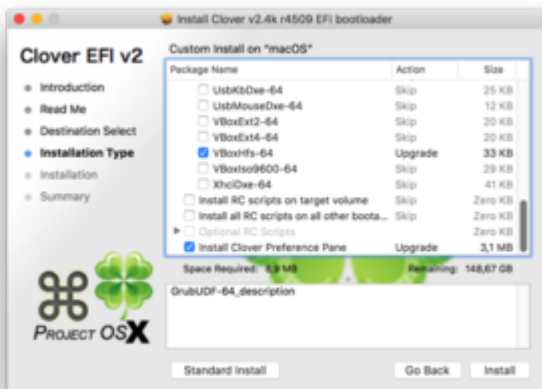 Install Clover v2.4k r4509 EFI bootloader
Clover EFI v2
Custom Install on "macOS"
Package Name Action Size
Introduction
Read Me
Destination Select
Installation Type
Installation
Summary
UsbKbDxe-64 Skip 25 KB
UsbMouseDxe-64 Skip 12 KB
VBoxExt2-64 Skip 20 KB
VBoxExt4-64 Skip 20 KB
VBoxHfs-64 Upgrade 33 KB
VBoxIso9600-64 Skip 29 KB
XhciDxe-64 Skip 41 KB
Install RC scripts on target volume Skip Zero KB
Install all RC scripts on all other boota... Skip Zero KB
Optional RC Scripts Zero KB
Install Clover Preference Pane Upgrade 3,1 MB
Space Required: 8,9 MB Remaining: 148,67 GB
GrubUDF-64_description
PROJECT OSX
Standard Install Go Back Install